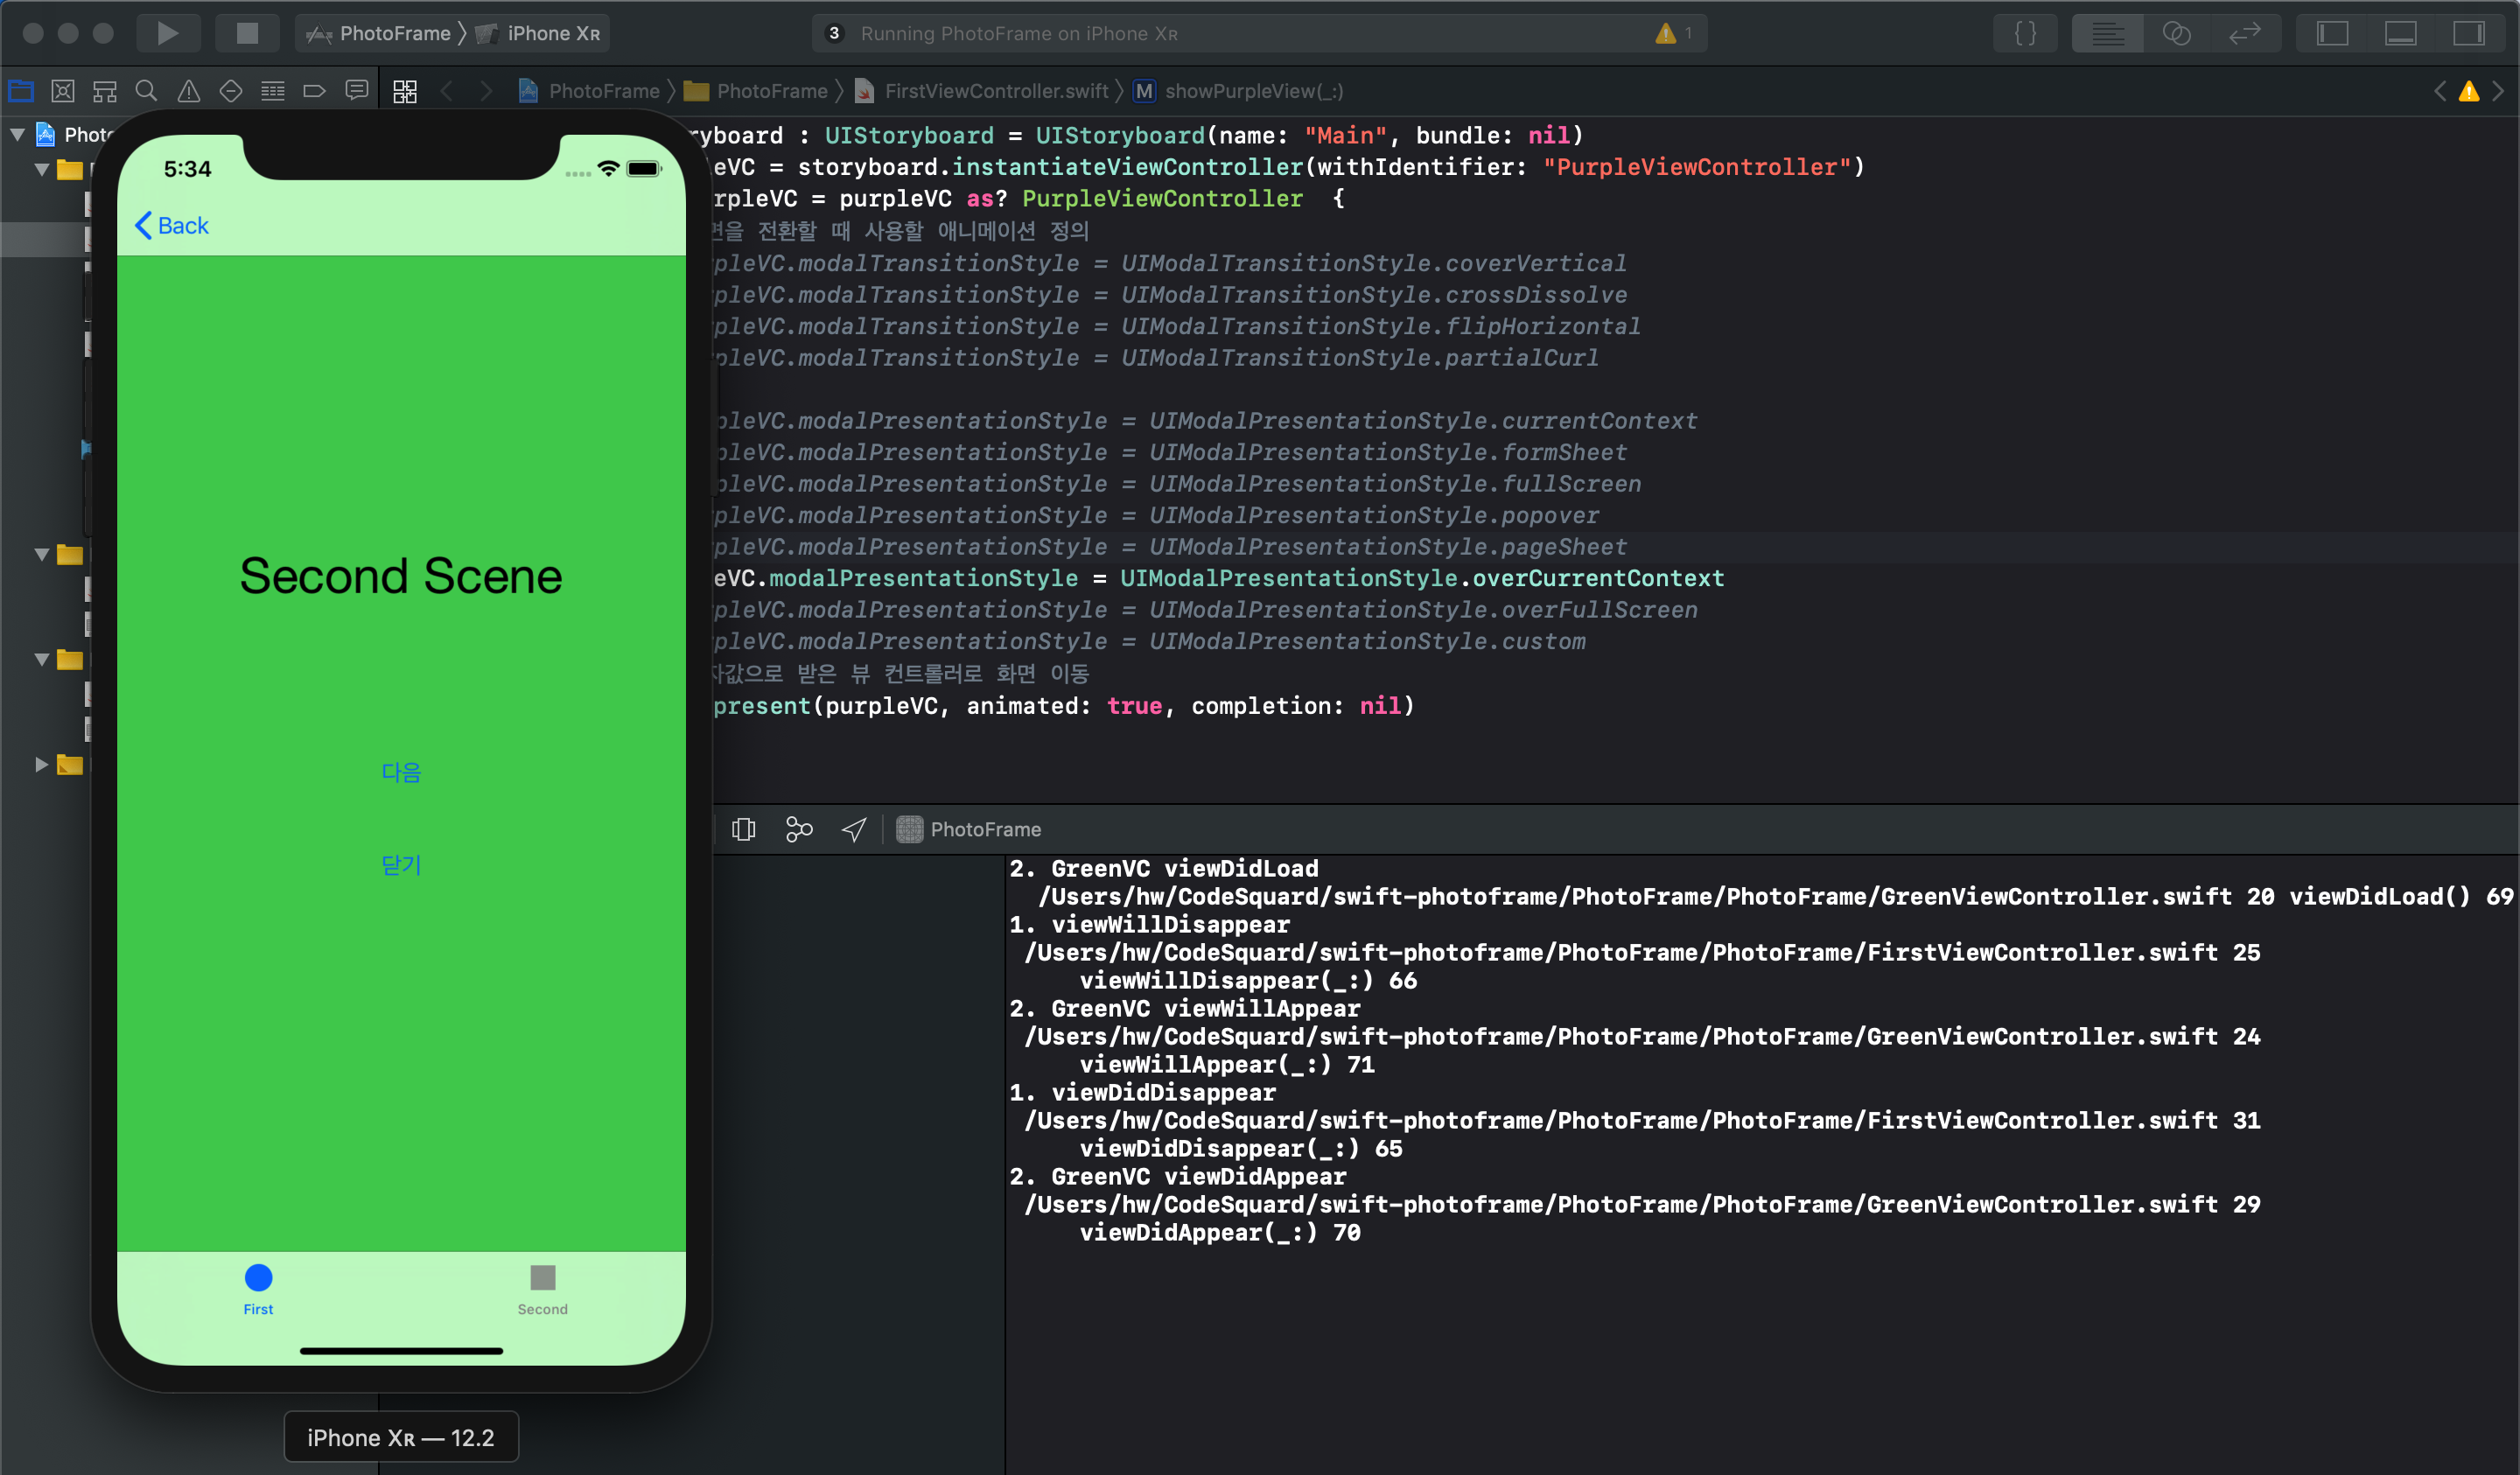 PhotoFrame 〉 iPhone Xʀ
3 Running PhotoFrame on iPhone Xʀ
1
PhotoFrame 〉 PhotoFrame 〉 FirstViewController.swift 〉 M showPurpleView(_:)
ryboard : UIStoryboard = UIStoryboard(name: "Main", bundle: nil)
leVC = storyboard.instantiateViewController(withIdentifier: "PurpleViewController")
rpleVC = purpleVC as? PurpleViewController {
면을 전환할 때 사용할 애니메이션 정의
pleVC.modalTransitionStyle = UIModalTransitionStyle.coverVertical
pleVC.modalTransitionStyle = UIModalTransitionStyle.crossDissolve
pleVC.modalTransitionStyle = UIModalTransitionStyle.flipHorizontal
pleVC.modalTransitionStyle = UIModalTransitionStyle.partialCurl
pleVC.modalPresentationStyle = UIModalPresentationStyle.currentContext
pleVC.modalPresentationStyle = UIModalPresentationStyle.formSheet
pleVC.modalPresentationStyle = UIModalPresentationStyle.fullScreen
pleVC.modalPresentationStyle = UIModalPresentationStyle.popover
pleVC.modalPresentationStyle = UIModalPresentationStyle.pageSheet
eVC.modalPresentationStyle = UIModalPresentationStyle.overCurrentContext
pleVC.modalPresentationStyle = UIModalPresentationStyle.overFullScreen
pleVC.modalPresentationStyle = UIModalPresentationStyle.custom
자값으로 받은 뷰 컨트롤러로 화면 이동
present(purpleVC, animated: true, completion: nil)
Photo
5:34
Back
Second Scene
다음
닫기
First
Second
iPhone Xʀ — 12.2
PhotoFrame
2. GreenVC viewDidLoad
/Users/hw/CodeSquard/swift-photoframe/PhotoFrame/PhotoFrame/GreenViewController.swift 20 viewDidLoad() 69
1. viewWillDisappear
/Users/hw/CodeSquard/swift-photoframe/PhotoFrame/PhotoFrame/FirstViewController.swift 25
viewWillDisappear(_:) 66
2. GreenVC viewWillAppear
/Users/hw/CodeSquard/swift-photoframe/PhotoFrame/PhotoFrame/GreenViewController.swift 24
viewWillAppear(_:) 71
1. viewDidDisappear
/Users/hw/CodeSquard/swift-photoframe/PhotoFrame/PhotoFrame/FirstViewController.swift 31
viewDidDisappear(_:) 65
2. GreenVC viewDidAppear
/Users/hw/CodeSquard/swift-photoframe/PhotoFrame/PhotoFrame/GreenViewController.swift 29
viewDidAppear(_:) 70